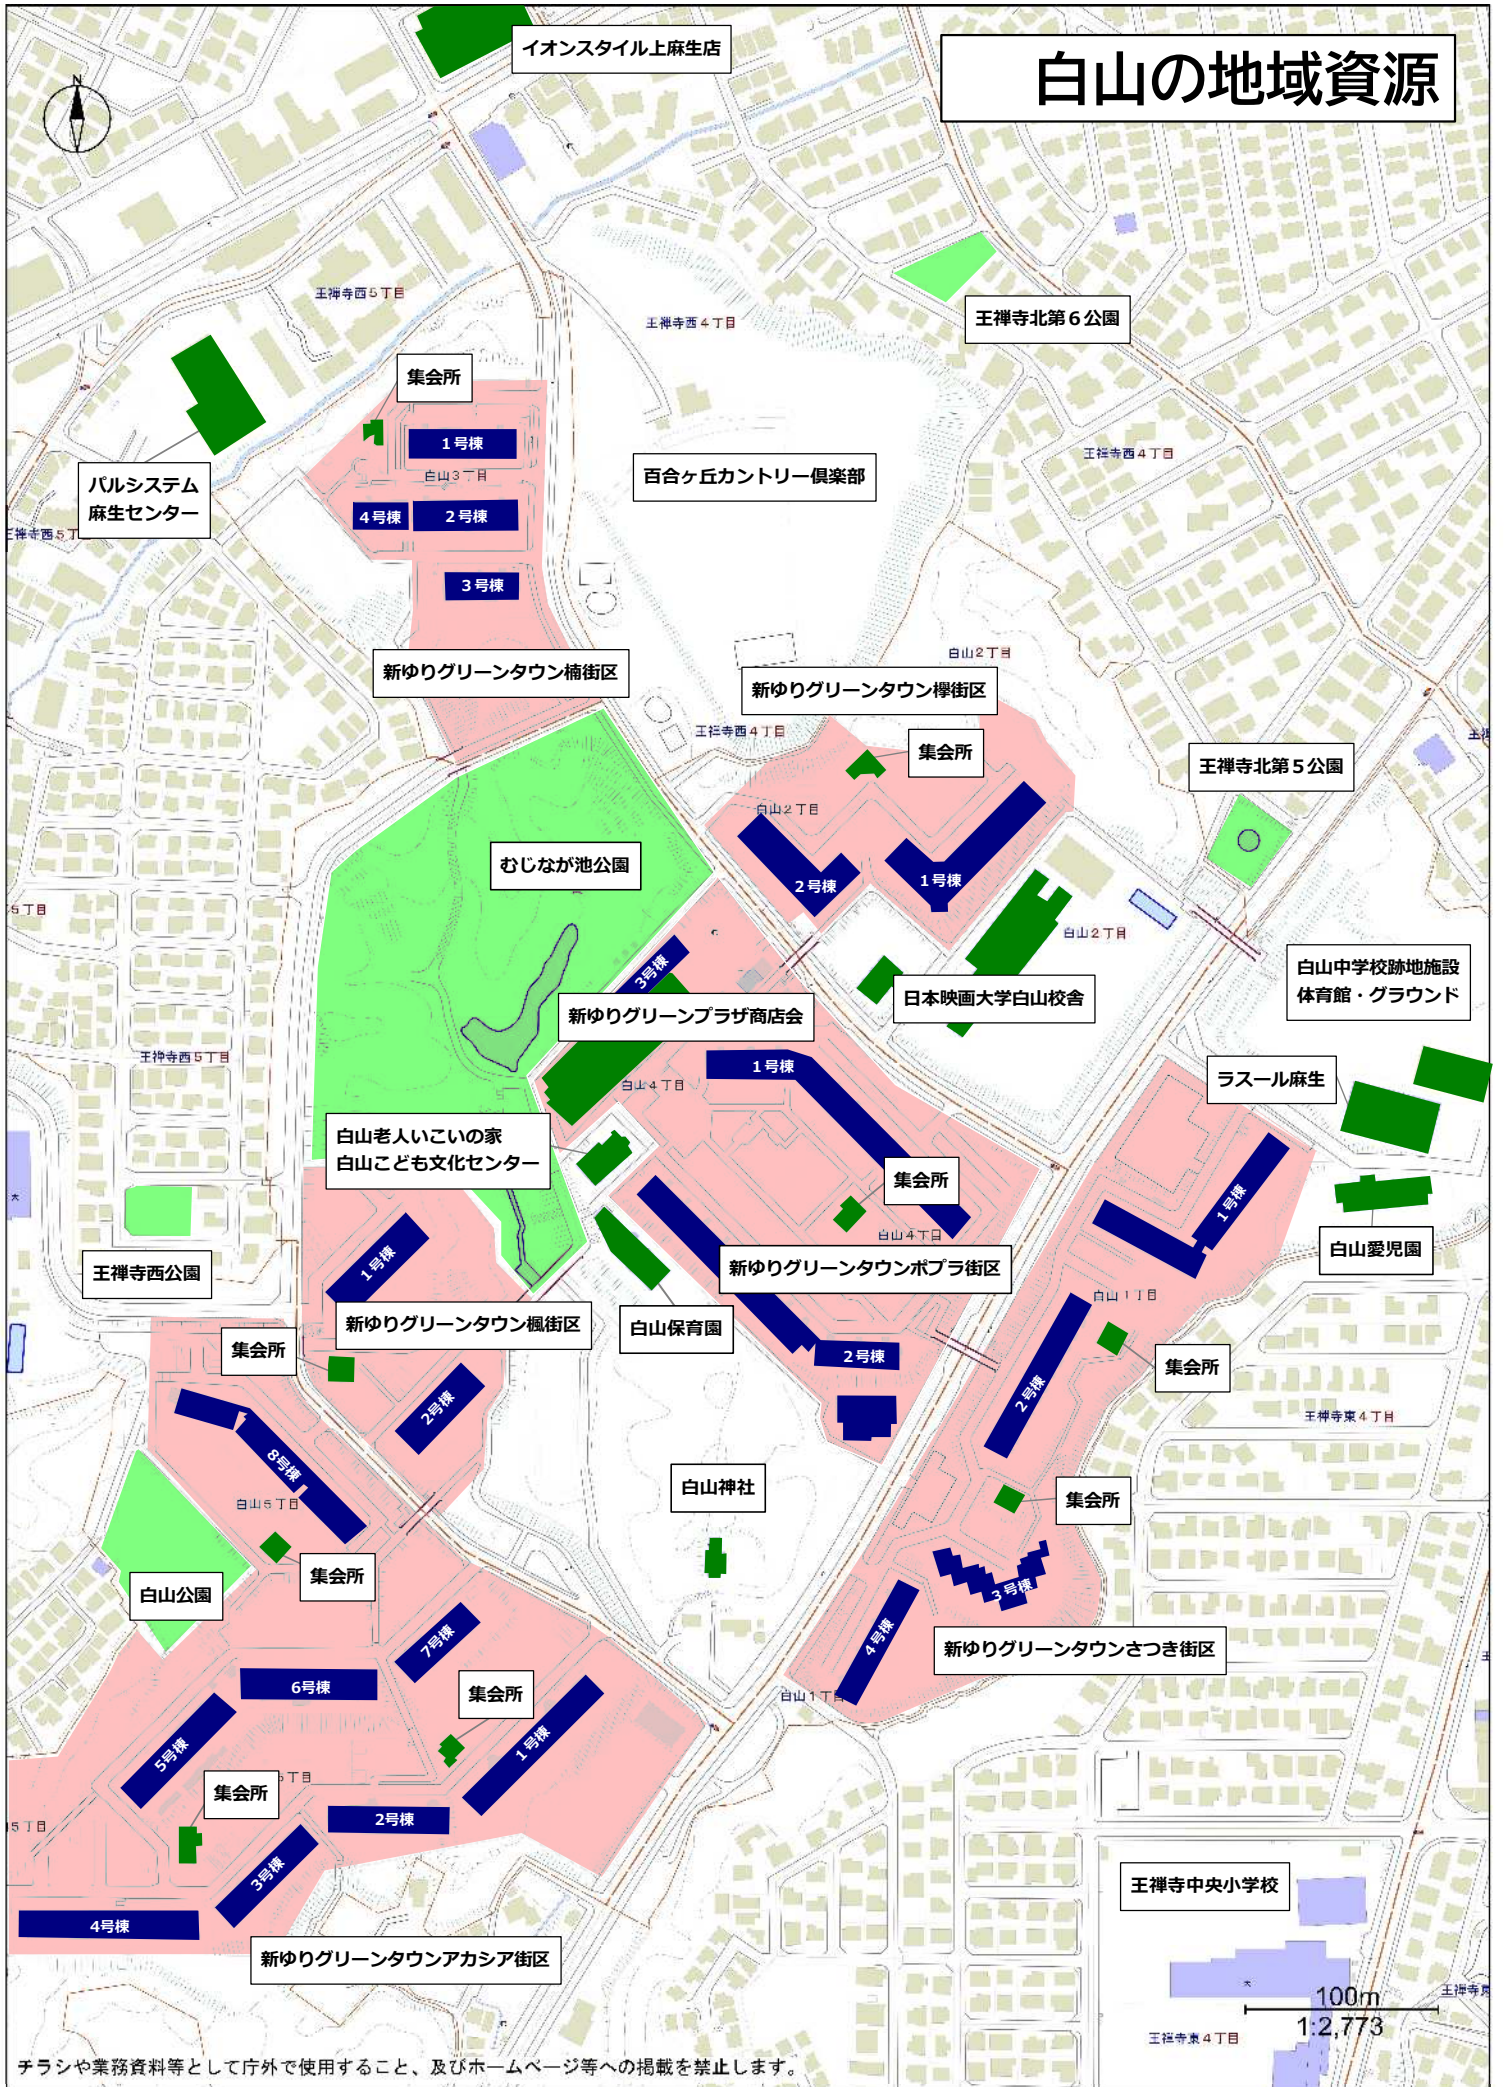 イオンスタイル上麻生店
白山の地域資源
N
王禅寺西5丁目
王禅寺西4丁目
王禅寺北第６公園
集会所
１号棟
白山3丁目
百合ヶ丘カントリー倶楽部
王禅寺西4丁目
パルシステム
麻生センター
４号棟
２号棟
王禅寺西5丁
３号棟
新ゆりグリーンタウン楠街区
白山2丁目
新ゆりグリーンタウン欅街区
王禅寺西4丁目
集会所
王禅寺北第５公園
白山2丁目
むじなが池公園
２号棟
１号棟
5丁目
白山2丁目
3号棟
白山中学校跡地施設
体育館・グラウンド
日本映画大学白山校舎
新ゆりグリーンプラザ商店会
王禅寺西5丁目
１号棟
白山4丁目
ラスール麻生
白山老人いこいの家
白山こども文化センター
集会所
１号棟
白山4丁目
白山愛児園
王禅寺西公園
１号棟
新ゆりグリーンタウンポプラ街区
白山1丁目
新ゆりグリーンタウン楓街区
白山保育園
集会所
２号棟
集会所
２号棟
2号棟
王禅寺東4丁目
8号棟
白山神社
集会所
白山5丁目
集会所
白山公園
３号棟
7号棟
４号棟
新ゆりグリーンタウンさつき街区
6号棟
集会所
白山1丁目
１号棟
5号棟
5丁目
集会所
2号棟
5丁目
3号棟
王禅寺中央小学校
4号棟
新ゆりグリーンタウンアカシア街区
王禅寺東
100m
1:2,773
王禅寺東4丁目
チラシや業務資料等として庁外で使用すること、及びホームページ等への掲載を禁止します。